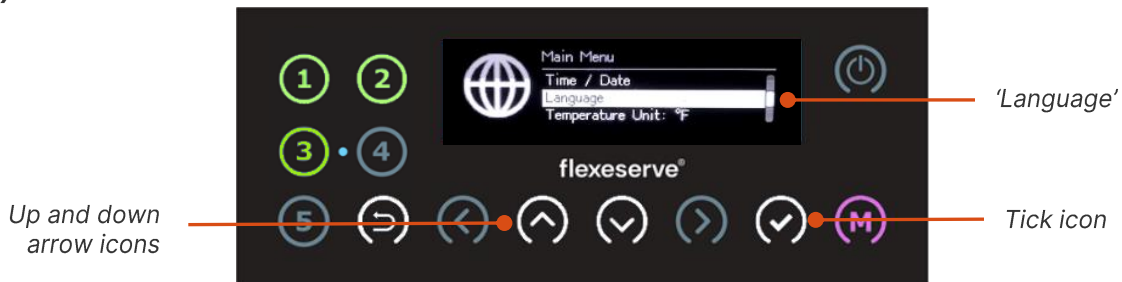 1 2
Main Menu
Time / Date
Language
Temperature Unit: °F
'Language'
3 4
flexeserve®
Up and down
arrow icons
5
M
Tick icon